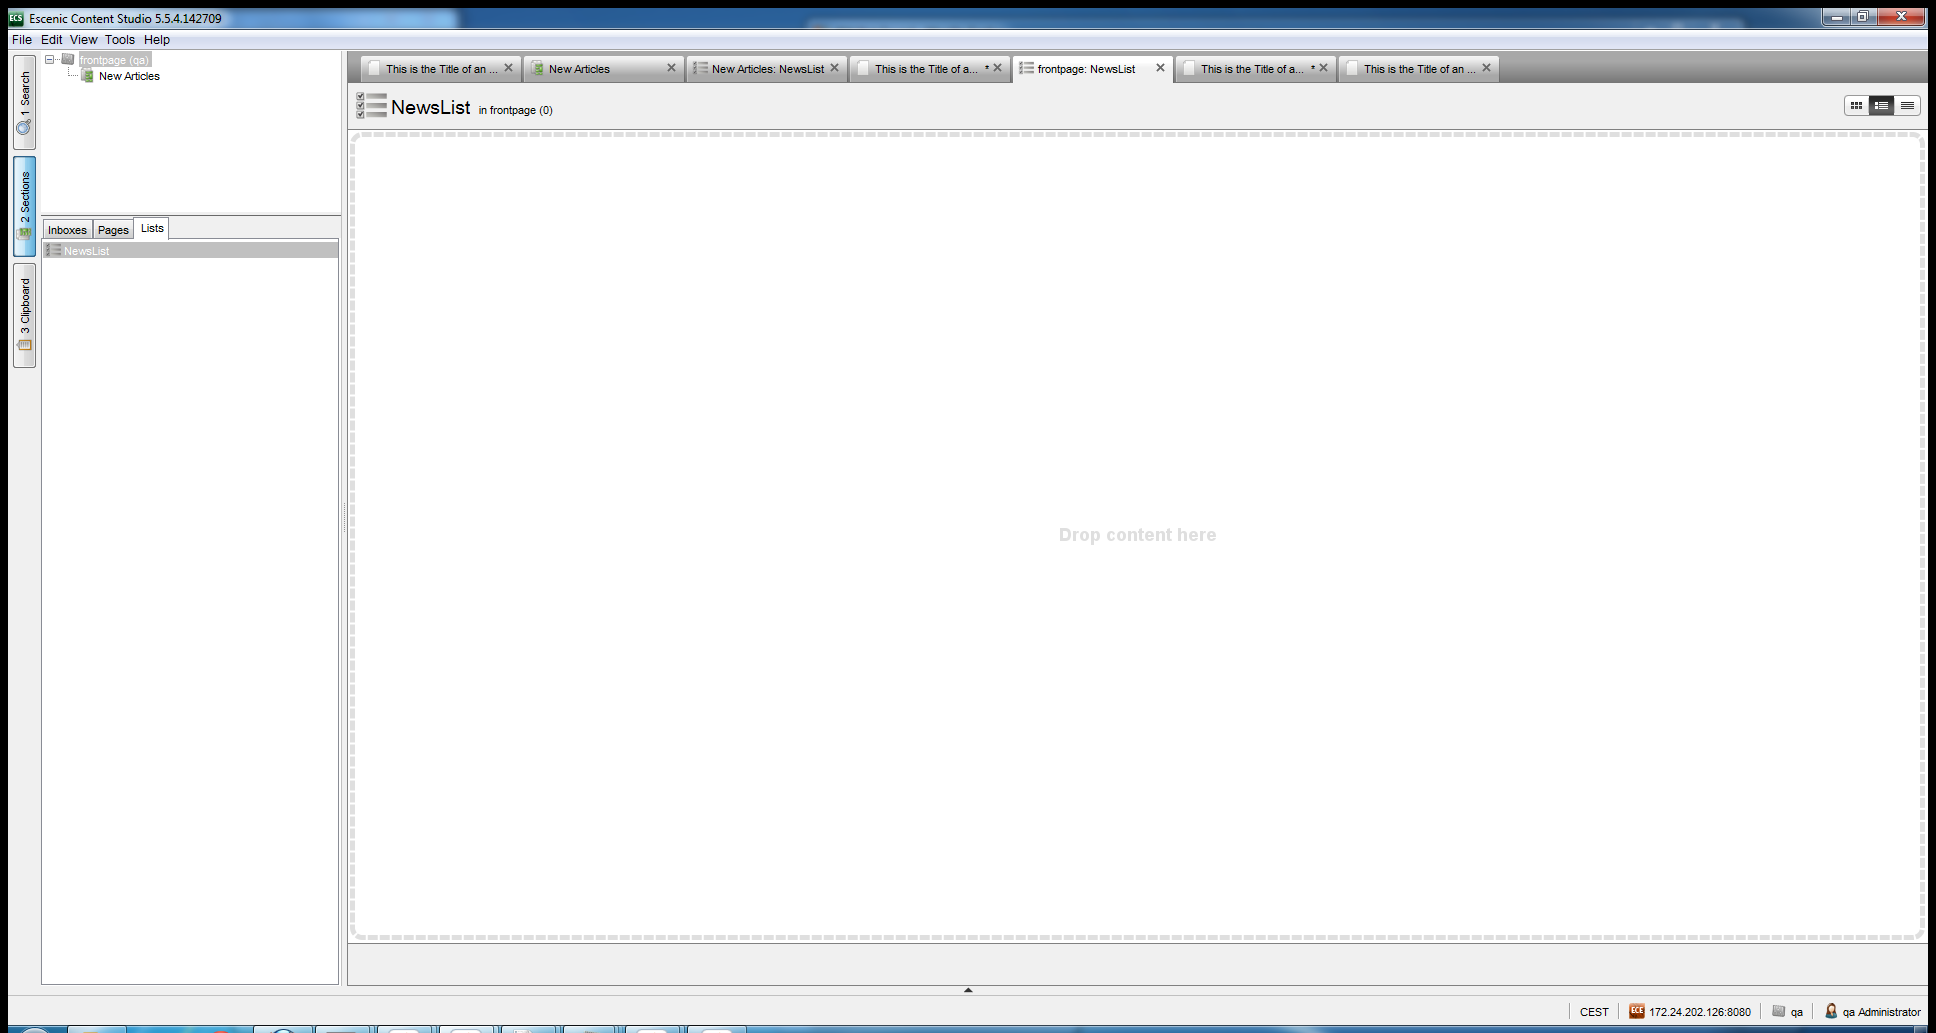 ECS Escenic Content Studio 5.5.4.142709
File Edit View Tools Help
1 Search
2 Sections
3 Clipboard
frontpage (qa)
New Articles
Inboxes Pages Lists
NewsList
This is the Title of an ... New Articles New Articles: NewsList This is the Title of a... * frontpage: NewsList This is the Title of a... * This is the Title of an ...
NewsList in frontpage (0)
Drop content here
CEST ECE 172.24.202.126:8080 qa qa Administrator